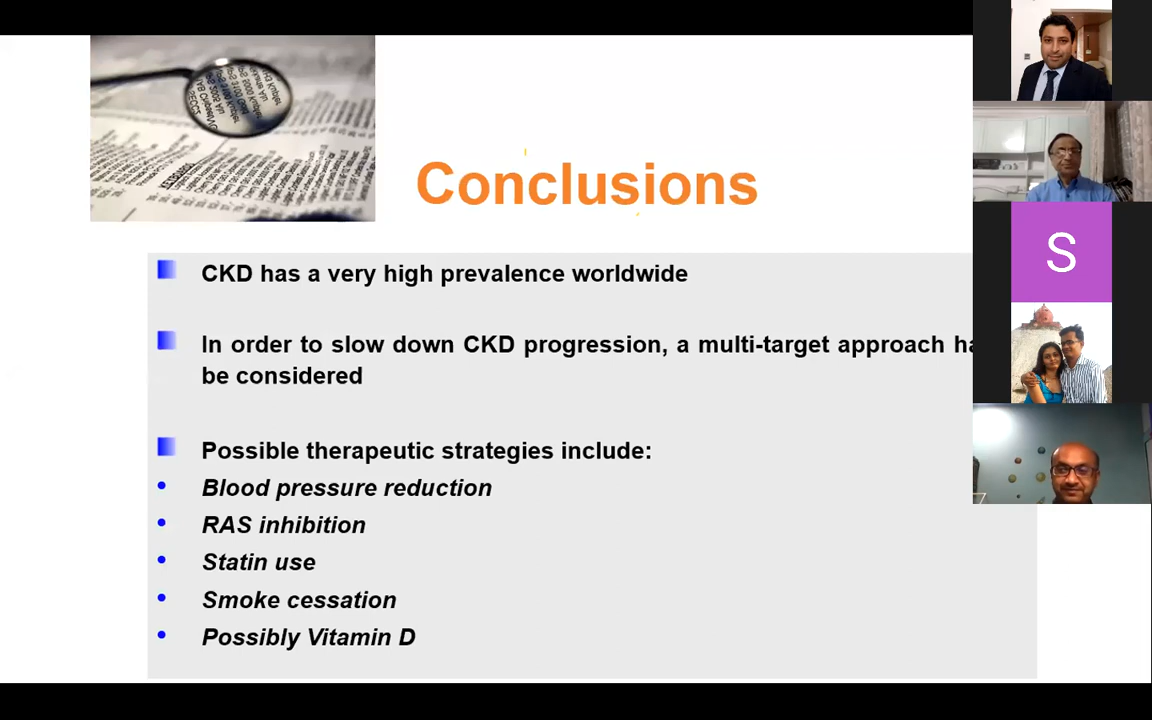 Conclusions
CKD has a very high prevalence worldwide
In order to slow down CKD progression, a multi-target approach
be considered
Possible therapeutic strategies include:
Blood pressure reduction
RAS inhibition
Statin use
Smoke cessation
Possibly Vitamin D
S